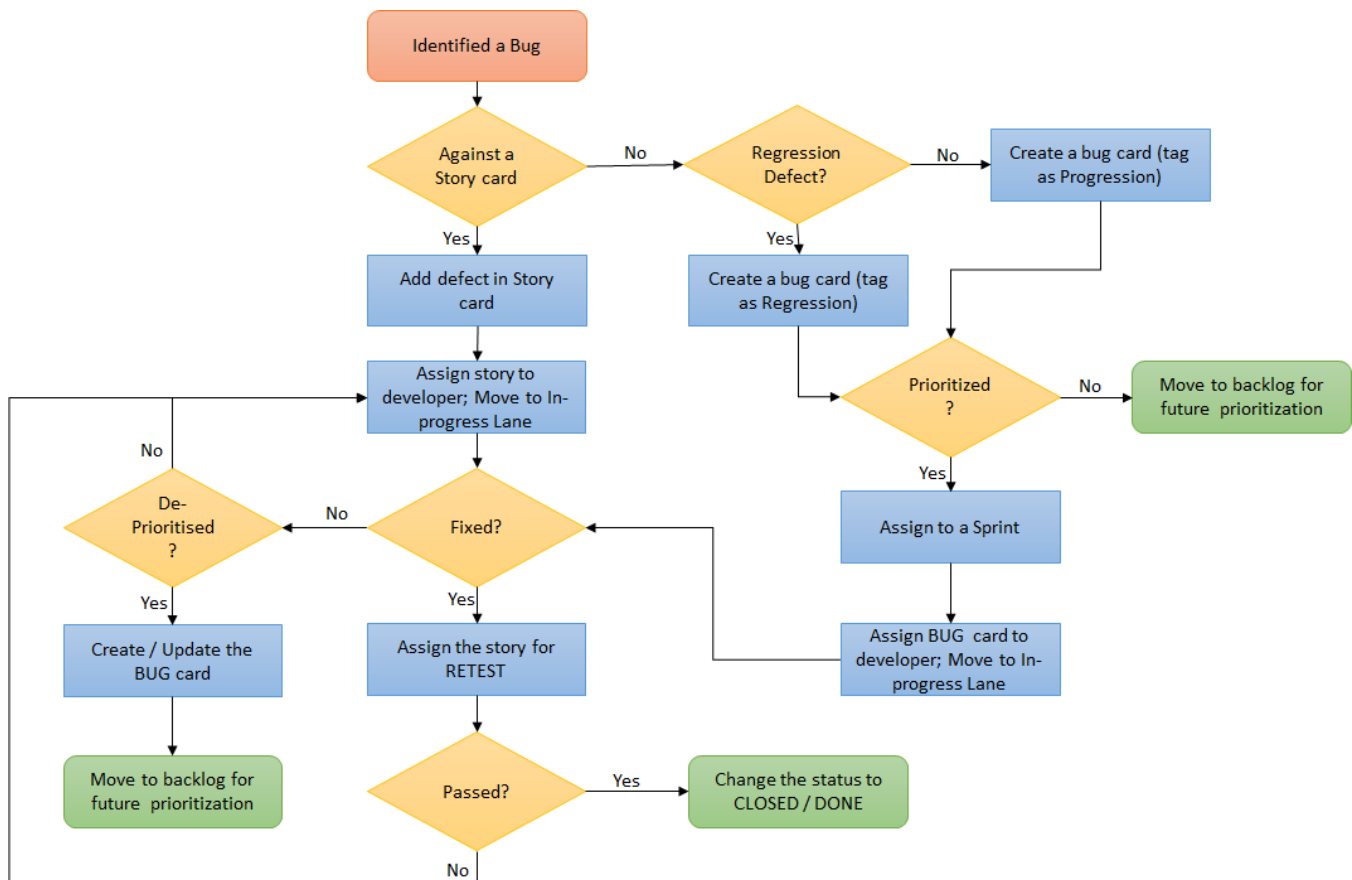 Identified a Bug
Against a
Story card
No
Regression
Defect?
No
Create a bug card (tag
as Progression)
Yes
Yes
Add defect in Story
card
Create a bug card (tag
as Regression)
Assign story to
developer; Move to In-
progress Lane
Prioritized
?
No
Move to backlog for
future prioritization
No
Yes
De-
Prioritised
?
No
Fixed?
Assign to a Sprint
Yes
Yes
Create / Update the
BUG card
Assign the story for
RETEST
Assign BUG card to
developer; Move to In-
progress Lane
Move to backlog for
future prioritization
Passed?
Yes
Change the status to
CLOSED / DONE
No